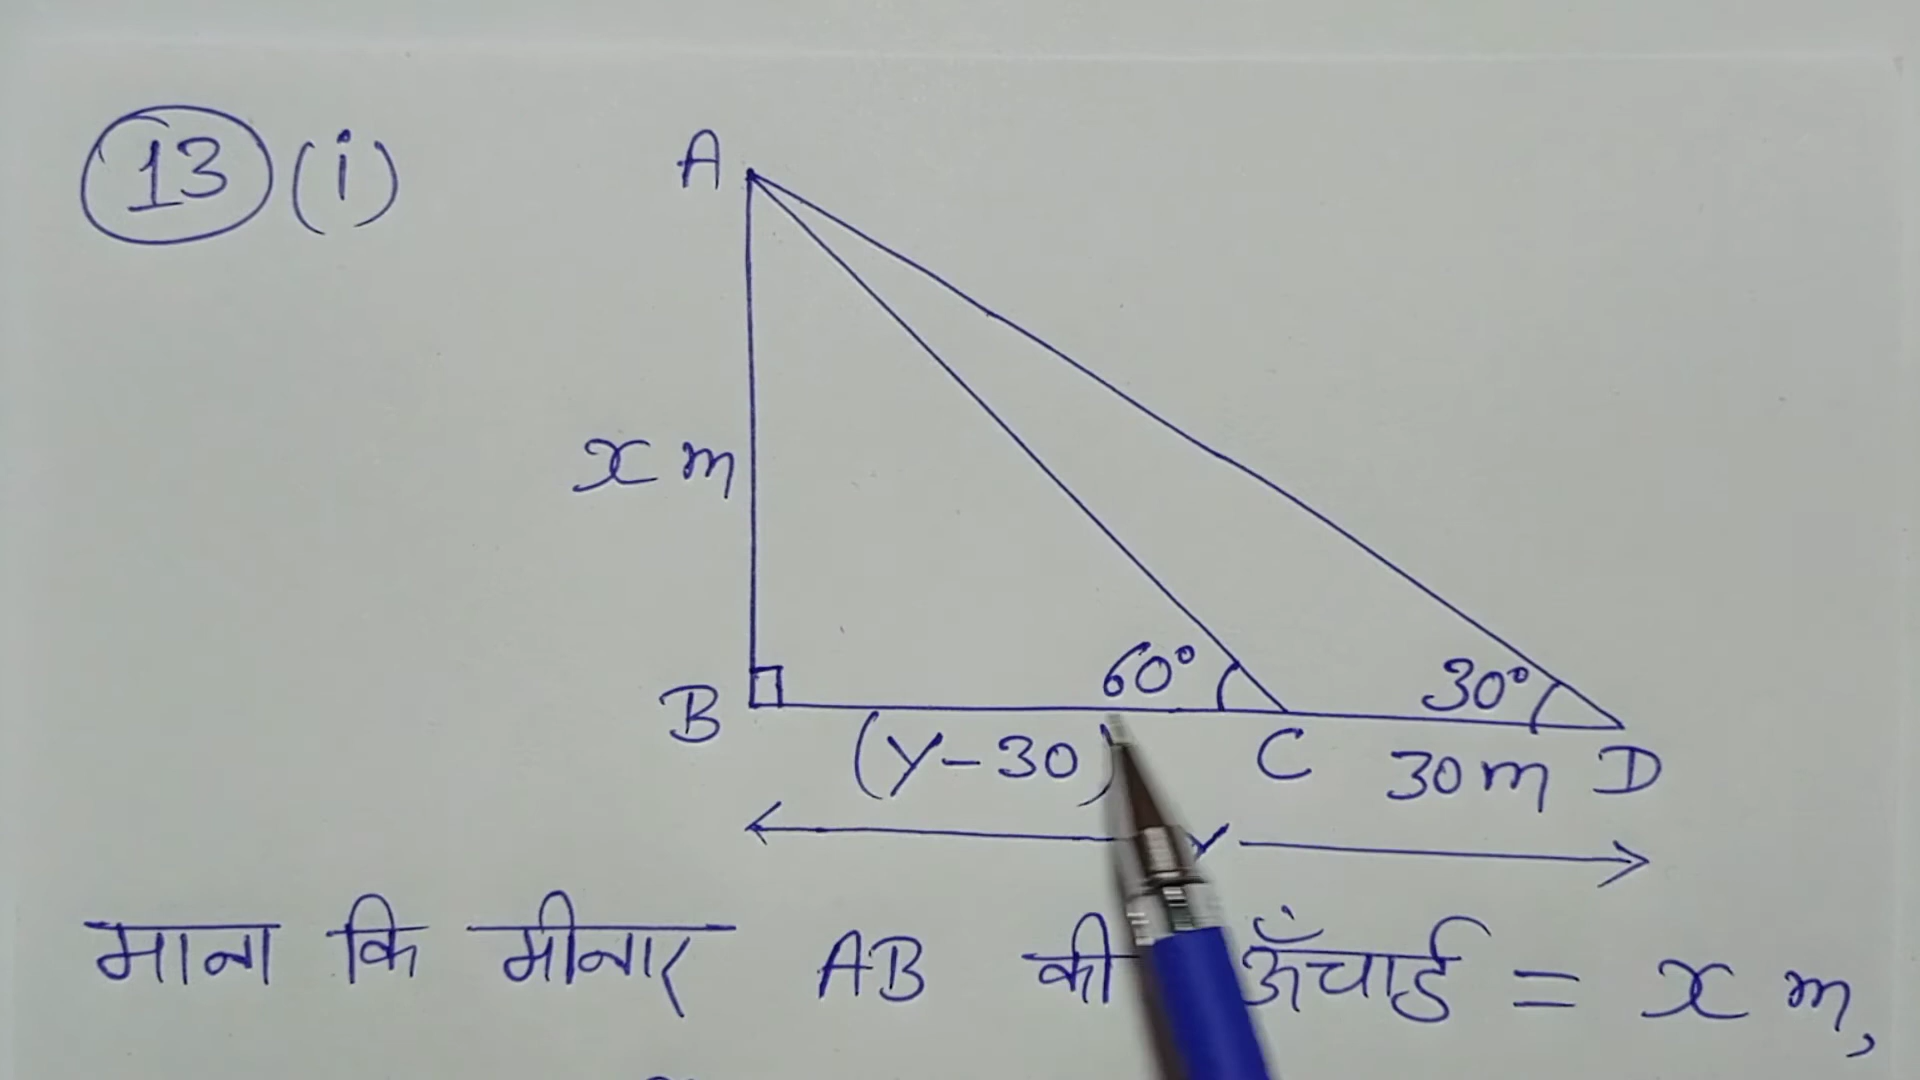 13 (i)
A
x m
60° 30°
B (y-30) C 30 m D
y
माना कि मीनार AB की ऊँचाई = x m,